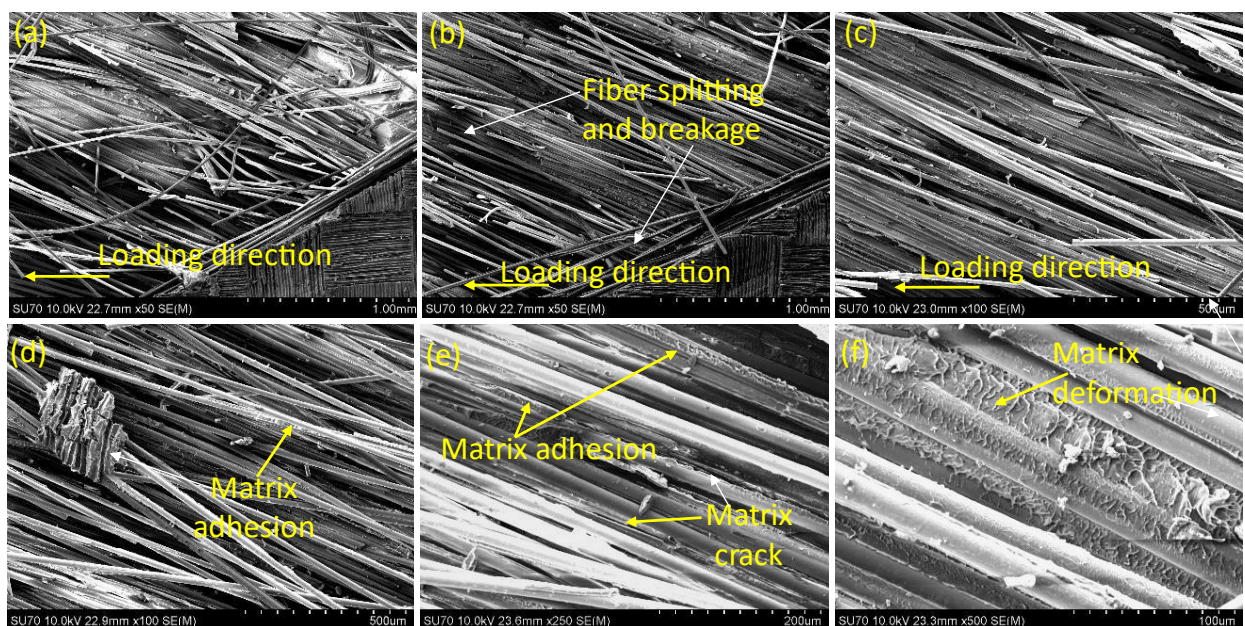 (a)
Loading direction
SU70 10.0kV 22.7mm x50 SE(M)
1.00mm
(b)
Fiber splitting
and breakage
Loading direction
SU70 10.0kV 22.7mm x50 SE(M)
1.00mm
(c)
Loading direction
SU70 10.0kV 23.0mm x100 SE(M)
500um
(d)
Matrix
adhesion
SU70 10.0kV 22.9mm x100 SE(M)
500um
(e)
Matrix adhesion
Matrix
crack
SU70 10.0kV 23.6mm x250 SE(M)
200um
(f)
Matrix
deformation
SU70 10.0kV 23.3mm x500 SE(M)
100um